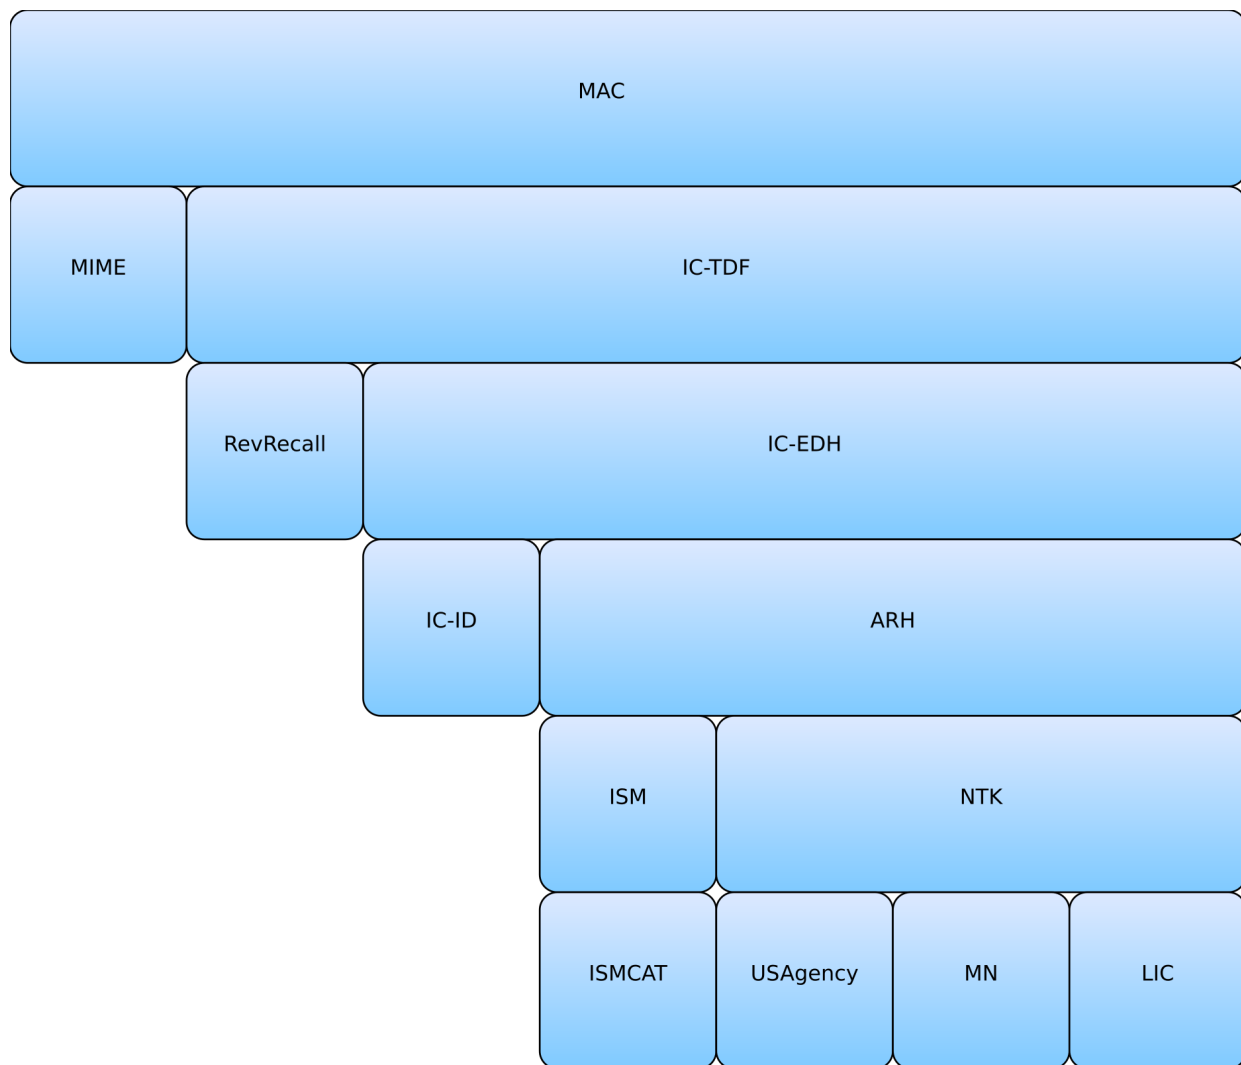 MAC
MIME
IC-TDF
RevRecall
IC-EDH
IC-ID
ARH
ISM
NTK
ISMCAT
USAgency
MN
LIC